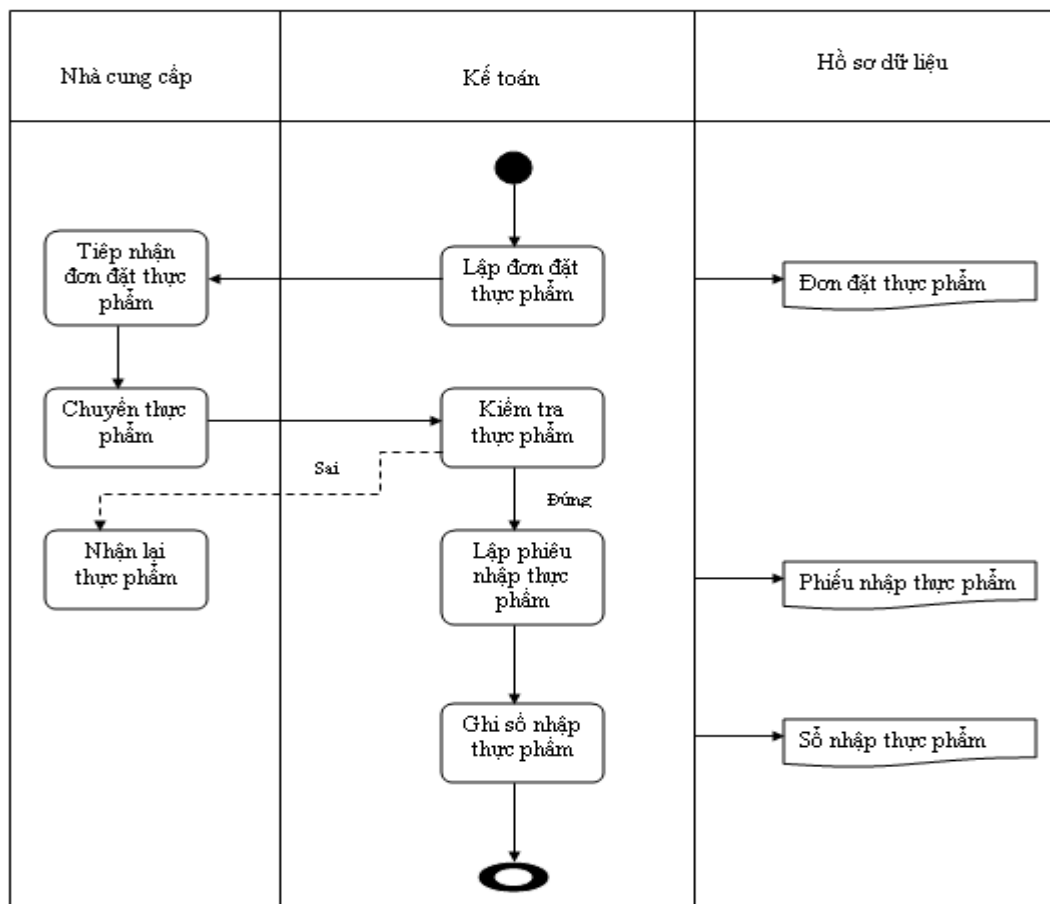 Nhà cung cấp
Kế toán
Hồ sơ dữ liệu
Tiếp nhận
đơn đặt thực
phẩm
Lập đơn đặt
thực phẩm
Đơn đặt thực phẩm
Chuyển thực
phẩm
Kiểm tra
thực phẩm
Sai
Đúng
Nhận lại
thực phẩm
Lập phiếu
nhập thực
phẩm
Phiếu nhập thực phẩm
Ghi sổ nhập
thực phẩm
Sổ nhập thực phẩm